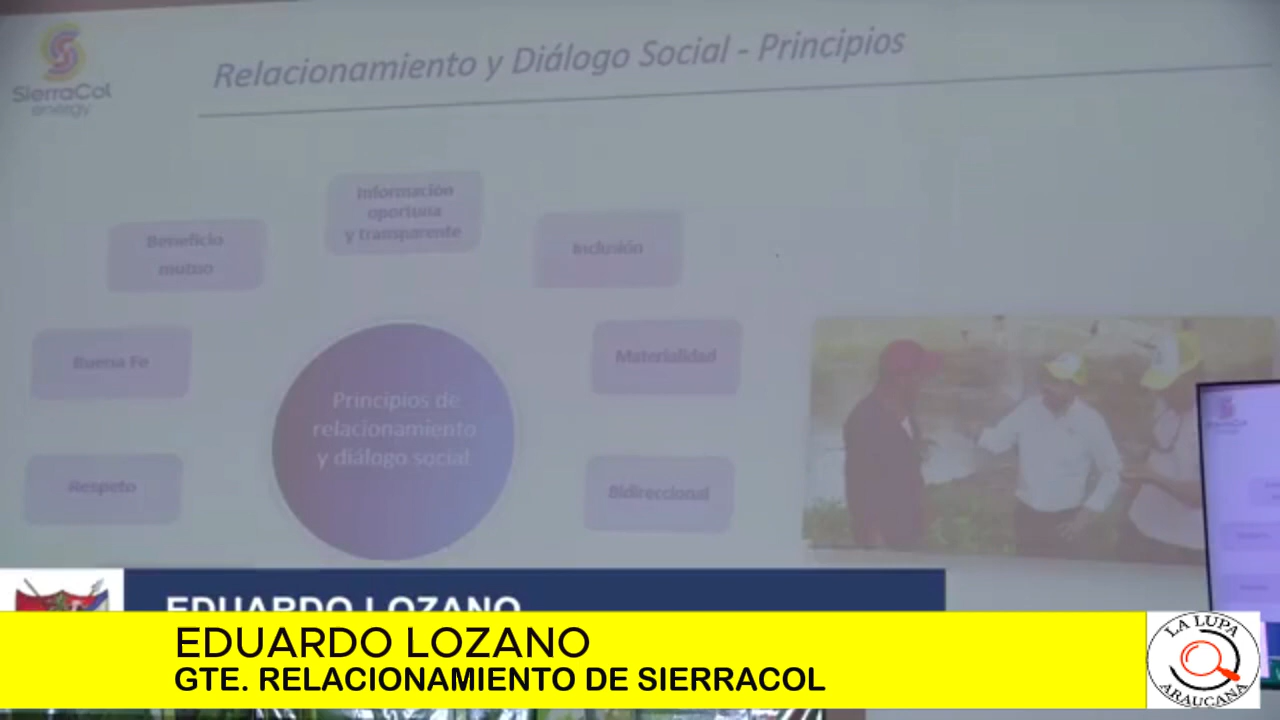 SierraCol
energy
Relacionamiento y Diálogo Social - Principios
Información
oportuna
y transparente
Beneficio
mutuo
Inclusión
Buena Fe
Materialidad
Principios de
relacionamiento
y diálogo social
Respeto
Bidireccional
SierraCol
EDUARDO LOZANO
EDUARDO LOZANO
GTE. RELACIONAMIENTO DE SIERRACOL
LA LUPA
ARAUCANA